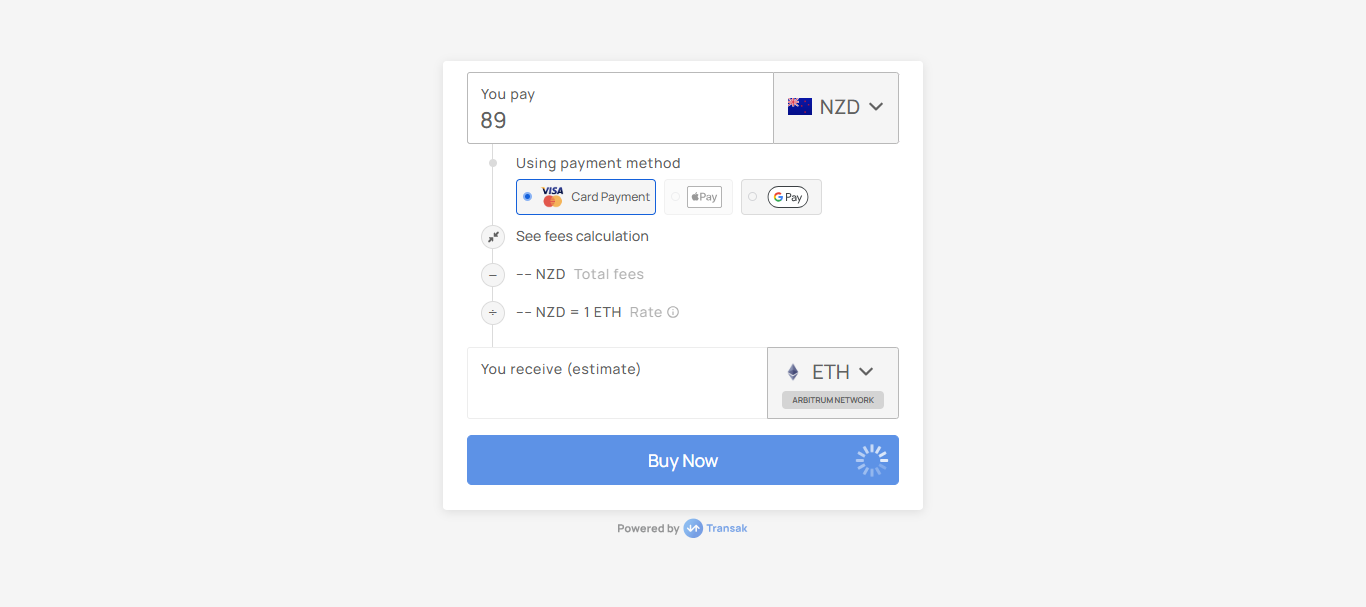 You pay
89
NZD
Using payment method
VISA Card Payment
Pay
G Pay
See fees calculation
−
–– NZD Total fees
÷
–– NZD = 1 ETH Rate
You receive (estimate)
ETH
ARBITRUM NETWORK
Buy Now
Powered by Transak